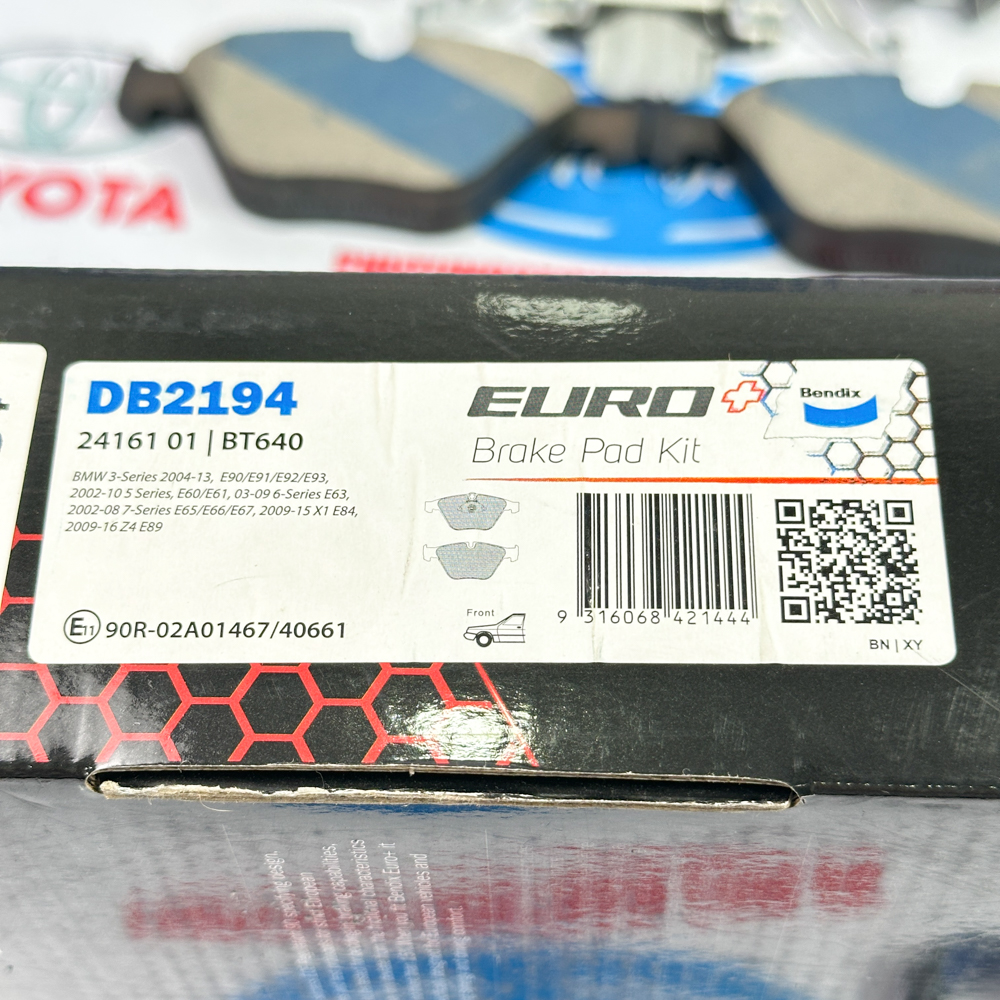 YOTA
DB2194
24161 01 | BT640
BMW 3-Series 2004-13, E90/E91/E92/E93,
2002-10 5 Series, E60/E61, 03-09 6-Series E63,
2002-08 7-Series E65/E66/E67, 2009-15 X1 E84,
2009-16 Z4 E89
EURO+
Bendix
Brake Pad Kit
E11 90R-02A01467/40661
Front
9 316068 421444
BN | XY